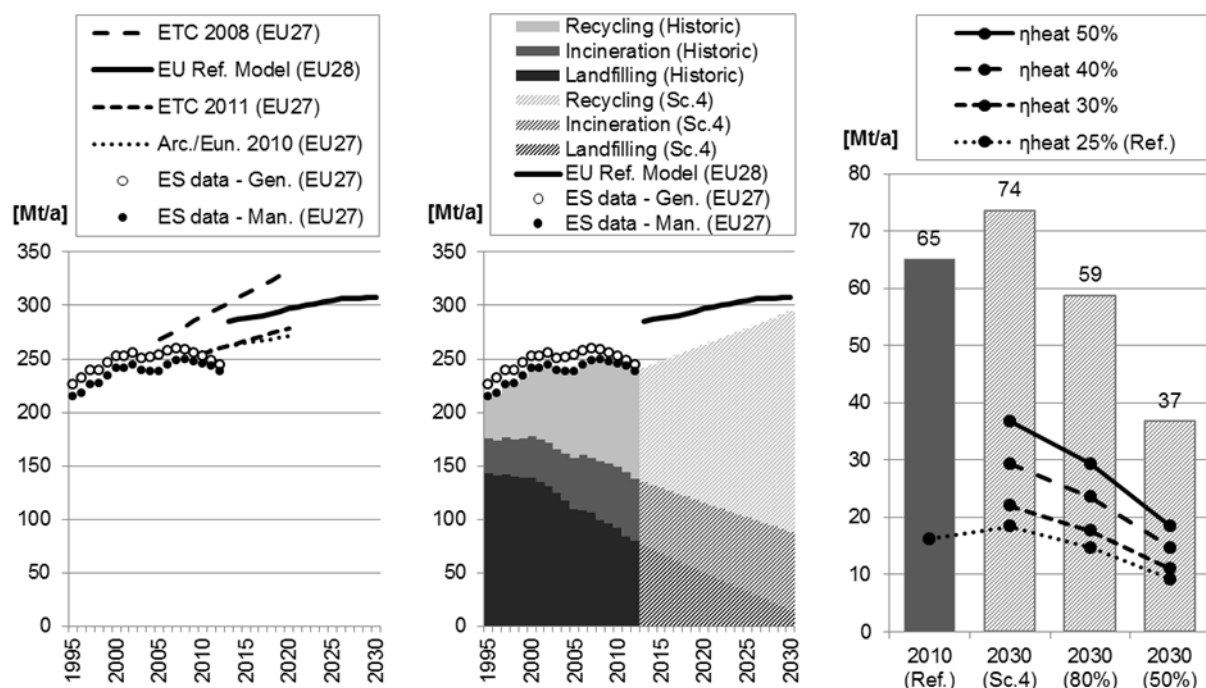 ETC 2008 (EU27)
EU Ref. Model (EU28)
ETC 2011 (EU27)
Arc./Eun. 2010 (EU27)
ES data - Gen. (EU27)
ES data - Man. (EU27)
[Mt/a]
350
300
250
200
150
100
50
0
1995
2000
2005
2010
2015
2020
2025
2030
Recycling (Historic)
Incineration (Historic)
Landfilling (Historic)
Recycling (Sc.4)
Incineration (Sc.4)
Landfilling (Sc.4)
EU Ref. Model (EU28)
ES data - Gen. (EU27)
ES data - Man. (EU27)
[Mt/a]
350
300
250
200
150
100
50
0
1995
2000
2005
2010
2015
2020
2025
2030
ηheat 50%
ηheat 40%
ηheat 30%
ηheat 25% (Ref.)
[Mt/a]
80
70
60
50
40
30
20
10
0
65
74
59
37
2010
(Ref.)
2030
(Sc.4)
2030
(80%)
2030
(50%)